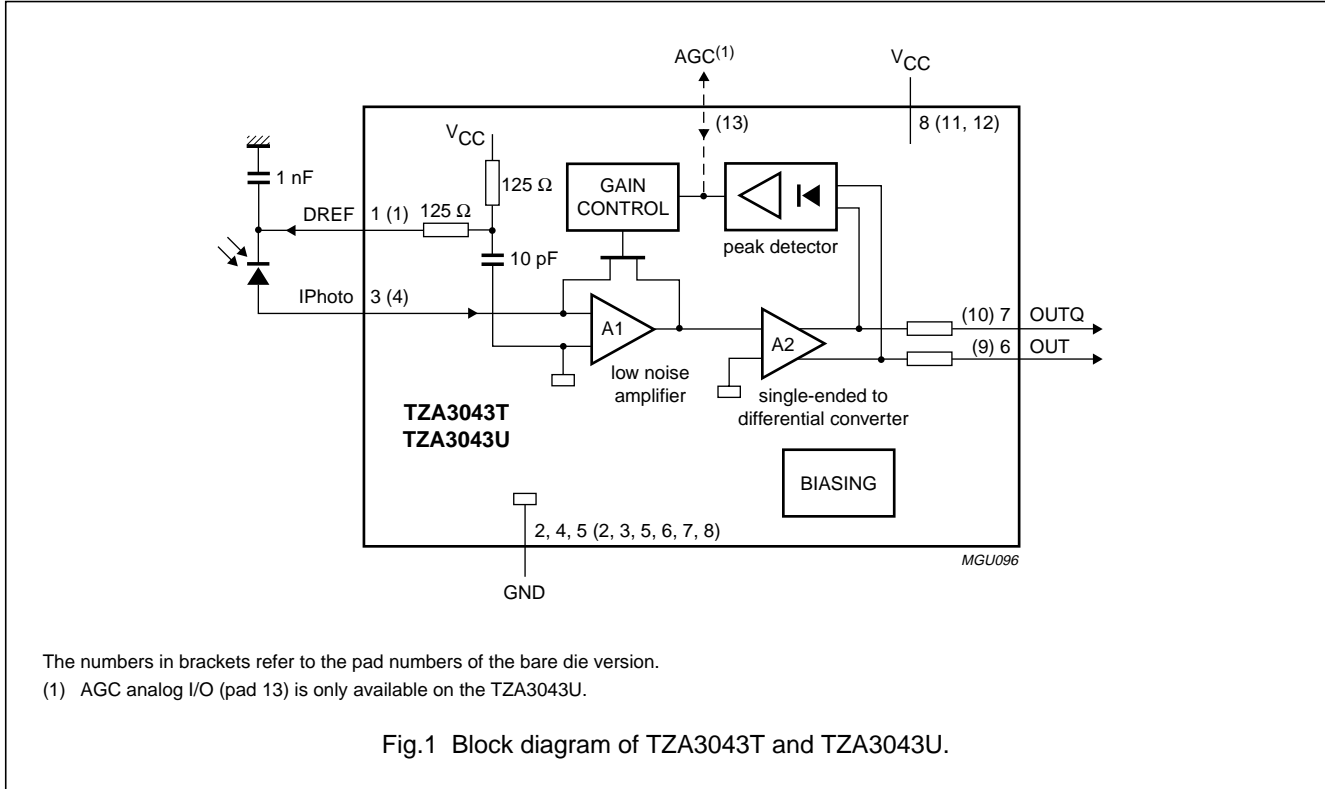 AGC(1)
VCC
(13)
8 (11, 12)
VCC
1 nF
125 Ω
GAIN
CONTROL
DREF
1 (1)
125 Ω
peak detector
10 pF
IPhoto
3 (4)
(10) 7
OUTQ
A1
A2
(9) 6
OUT
low noise
amplifier
single-ended to
differential converter
TZA3043T
TZA3043U
BIASING
2, 4, 5 (2, 3, 5, 6, 7, 8)
MGU096
GND
The numbers in brackets refer to the pad numbers of the bare die version.
(1) AGC analog I/O (pad 13) is only available on the TZA3043U.
Fig.1 Block diagram of TZA3043T and TZA3043U.